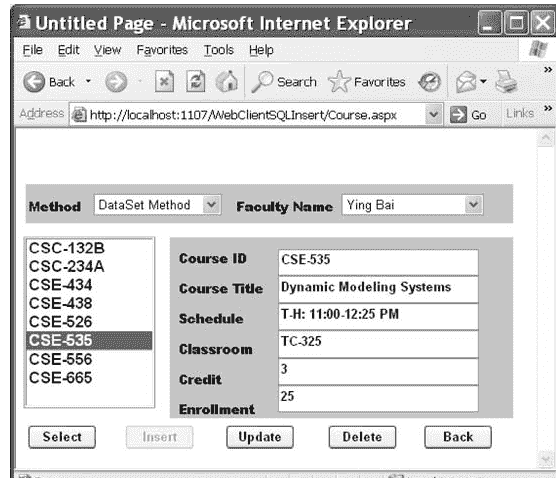 Untitled Page - Microsoft Internet Explorer
File Edit View Favorites Tools Help
Back Search Favorites »
Address http://localhost:1107/WebClientSQLInsert/Course.aspx Go Links »
Method DataSet Method Faculty Name Ying Bai
CSC-132B
CSC-234A
CSE-434
CSE-438
CSE-526
CSE-535
CSE-556
CSE-665
Course ID CSE-535
Course Title Dynamic Modeling Systems
Schedule T-H: 11:00-12:25 PM
Classroom TC-325
Credit 3
Enrollment 25
Select Insert Update Delete Back